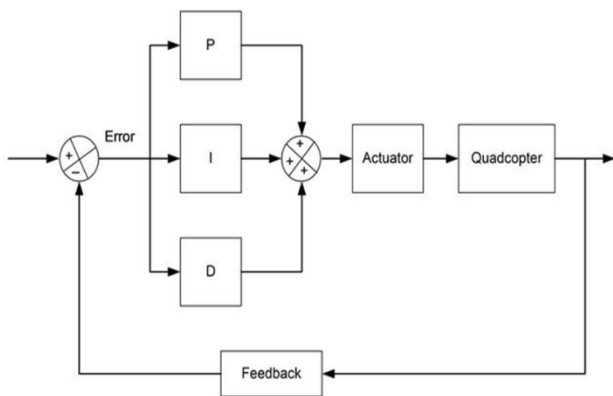 P
Error
+
−
I
+
+
+
Actuator
Quadcopter
D
Feedback